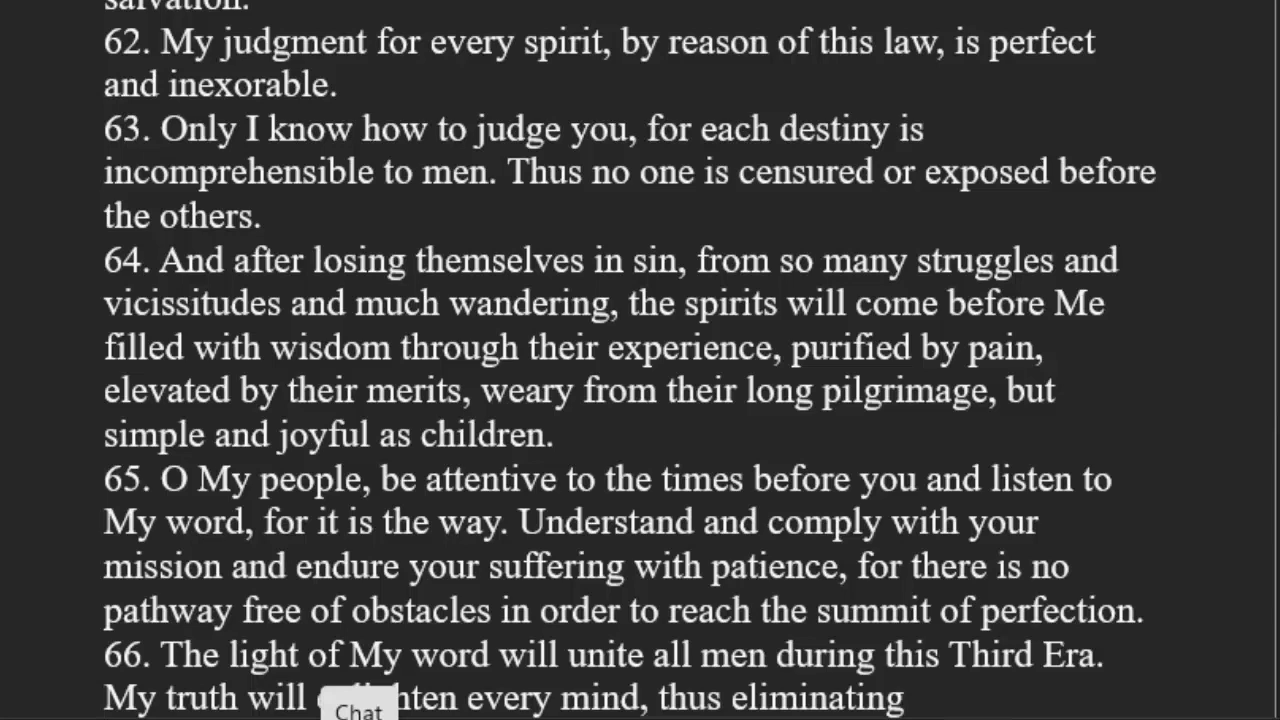 salvation.
62. My judgment for every spirit, by reason of this law, is perfect
and inexorable.
63. Only I know how to judge you, for each destiny is
incomprehensible to men. Thus no one is censured or exposed before
the others.
64. And after losing themselves in sin, from so many struggles and
vicissitudes and much wandering, the spirits will come before Me
filled with wisdom through their experience, purified by pain,
elevated by their merits, weary from their long pilgrimage, but
simple and joyful as children.
65. O My people, be attentive to the times before you and listen to
My word, for it is the way. Understand and comply with your
mission and endure your suffering with patience, for there is no
pathway free of obstacles in order to reach the summit of perfection.
66. The light of My word will unite all men during this Third Era.
My truth will enlighten every mind, thus eliminating
Chat